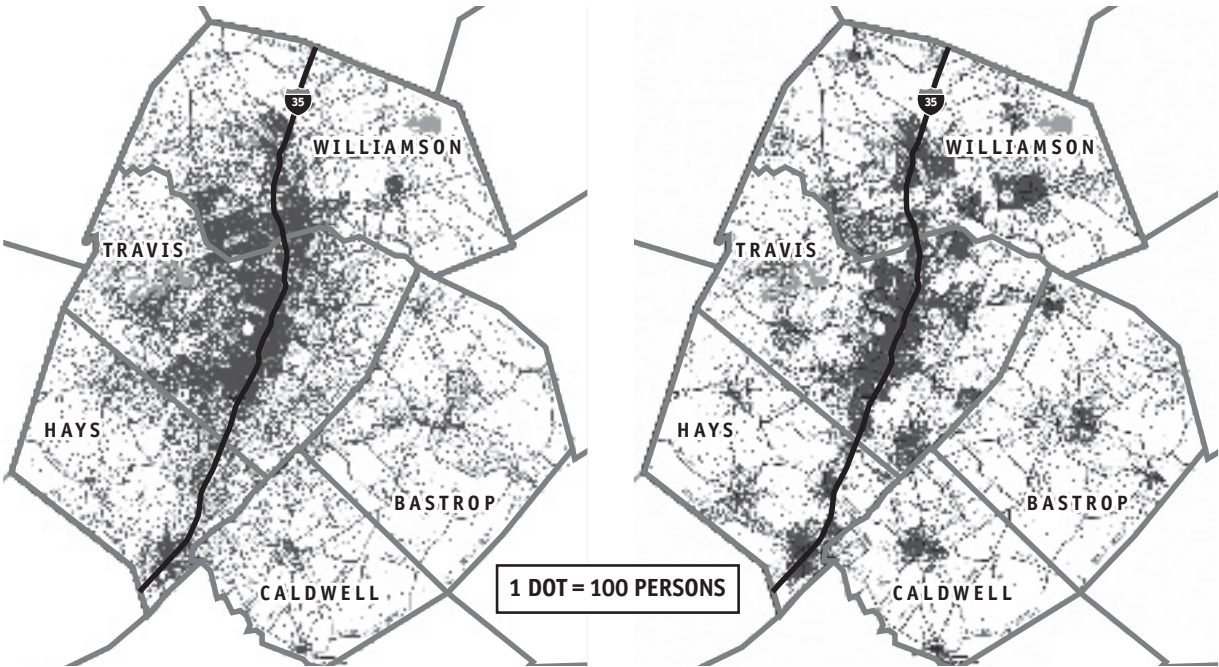 35
WILLIAMSON
TRAVIS
HAYS
BASTROP
CALDWELL
35
WILLIAMSON
TRAVIS
HAYS
BASTROP
CALDWELL
1 DOT = 100 PERSONS